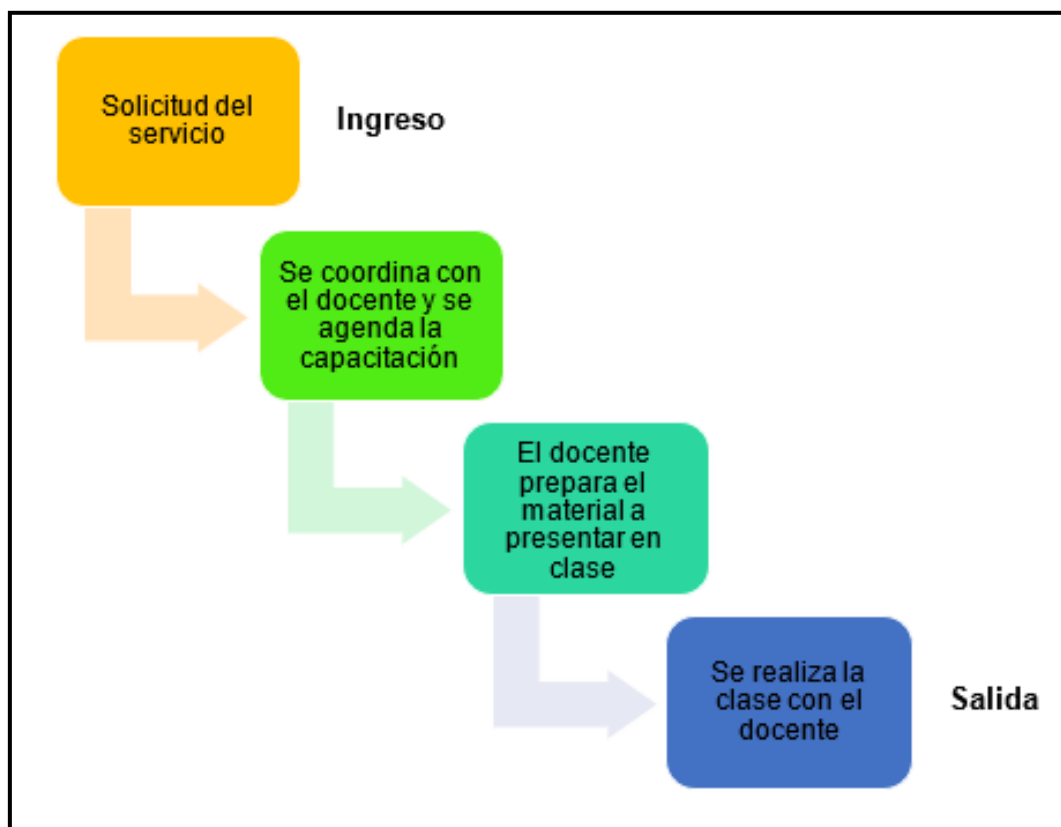 Solicitud del
servicio
Ingreso
Se coordina con
el docente y se
agenda la
capacitación
El docente
prepara el
material a
presentar en
clase
Se realiza la
clase con el
docente
Salida